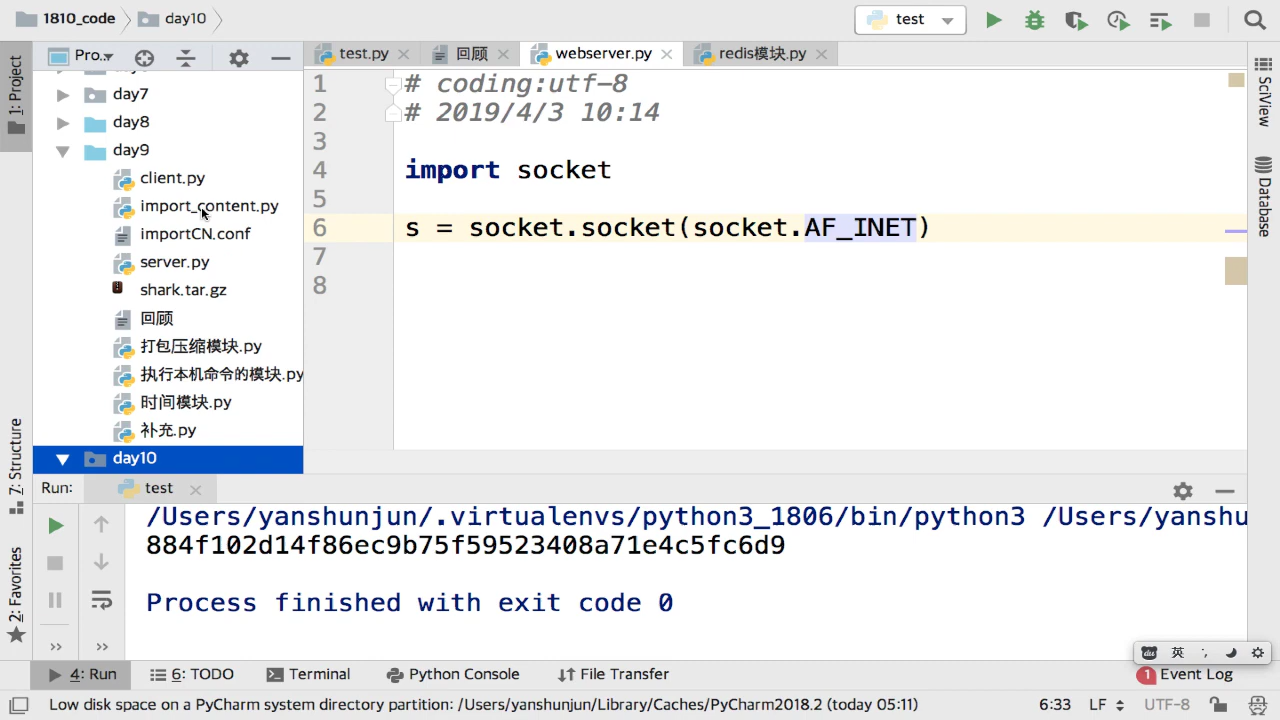 1810_code
day10
test
Pro...
test.py
回顾
webserver.py
redis模块.py
1: Project
7: Structure
2: Favorites
day7
day8
day9
client.py
import_content.py
importCN.conf
server.py
shark.tar.gz
回顾
打包压缩模块.py
执行本机命令的模块.py
时间模块.py
补充.py
day10
1 # coding:utf-8
2 # 2019/4/3 10:14
3
4 import socket
5
6 s = socket.socket(socket.AF_INET)
7
8
SciView
Database
Run:
test
/Users/yanshunjun/.virtualenvs/python3_1806/bin/python3 /Users/yanshu
884f102d14f86ec9b75f59523408a71e4c5fc6d9
Process finished with exit code 0
du 英
4: Run
6: TODO
Terminal
Python Console
File Transfer
1 Event Log
Low disk space on a PyCharm system directory partition: /Users/yanshunjun/Library/Caches/PyCharm2018.2 (today 05:11)
6:33
LF
UTF-8